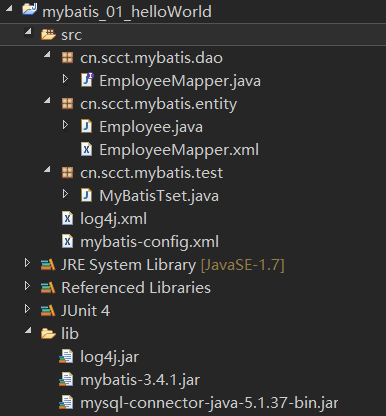 mybatis_01_helloWorld
src
cn.scct.mybatis.dao
EmployeeMapper.java
cn.scct.mybatis.entity
Employee.java
EmployeeMapper.xml
cn.scct.mybatis.test
MyBatisTset.java
log4j.xml
mybatis-config.xml
JRE System Library [JavaSE-1.7]
Referenced Libraries
JUnit 4
lib
log4j.jar
mybatis-3.4.1.jar
mysql-connector-java-5.1.37-bin.jar